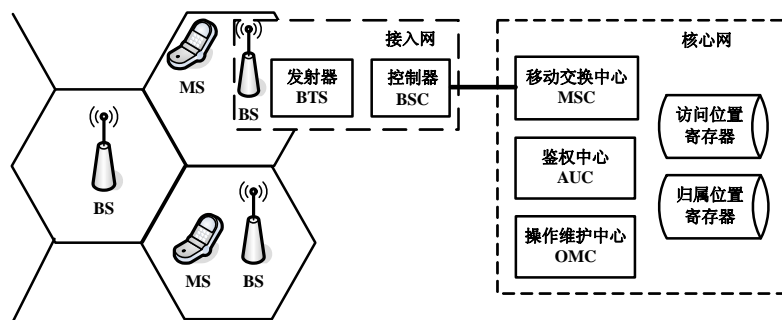 接入网
核心网
MS
BS
发射器
BTS
控制器
BSC
移动交换中心
MSC
访问位置
寄存器
BS
鉴权中心
AUC
归属位置
寄存器
MS
BS
操作维护中心
OMC